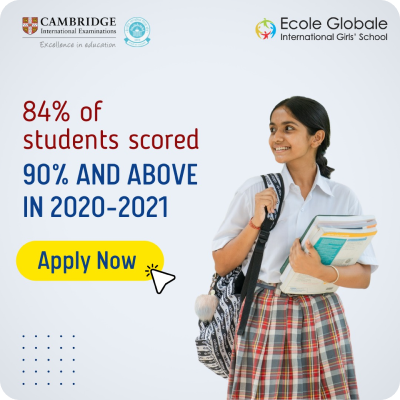 CAMBRIDGE
International Examinations
Excellence in education
Ecole Globale
International Girls' School
84% of
students scored
90% AND ABOVE
IN 2020-2021
Apply Now